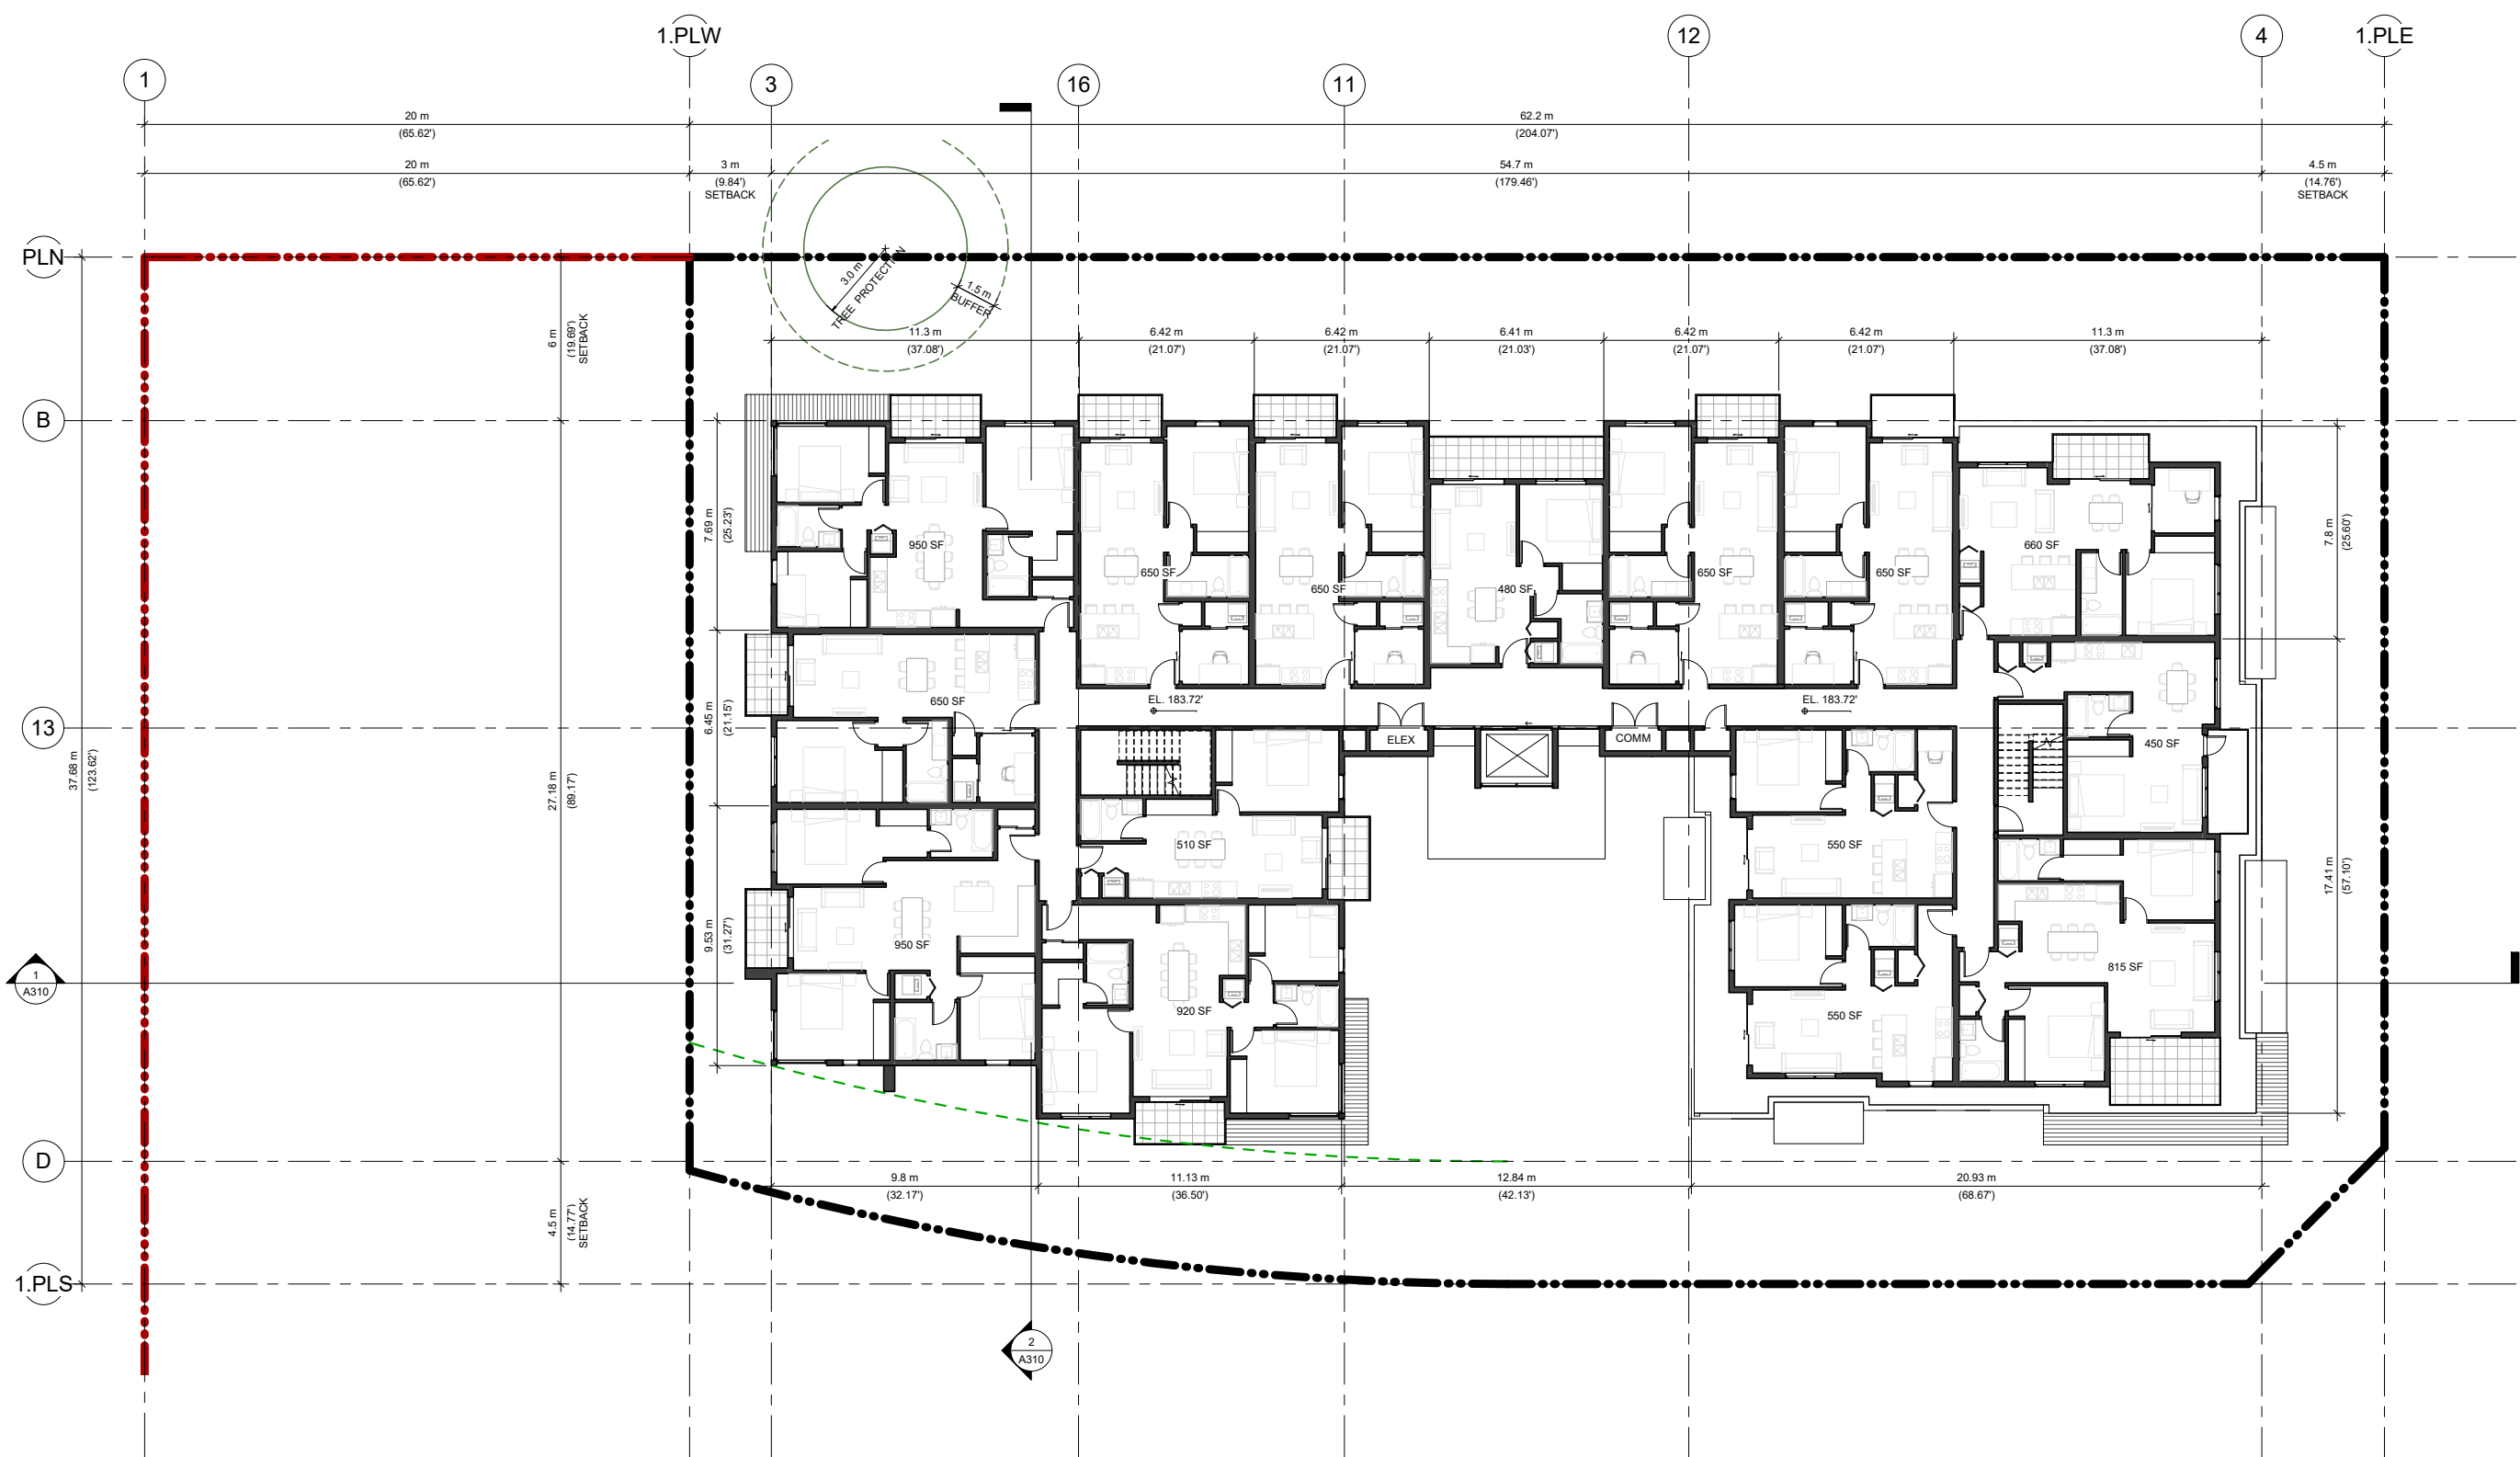 1.PLW
12
4
1.PLE
1
3
16
11
20 m
(65.62')
62.2 m
(204.07')
20 m
(65.62')
3 m
(9.84')
SETBACK
54.7 m
(179.46')
4.5 m
(14.76')
SETBACK
PLN
3.0 m
TREE PROTECTION
1.5 m
BUFFER
6 m
(19.69')
SETBACK
11.3 m
(37.08')
6.42 m
(21.07')
6.42 m
(21.07')
6.41 m
(21.03')
6.42 m
(21.07')
6.42 m
(21.07')
11.3 m
(37.08')
B
7.69 m
(25.23')
7.8 m
(25.60')
950 SF
650 SF
650 SF
480 SF
650 SF
650 SF
660 SF
6.45 m
(21.15')
650 SF
EL. 183.72'
EL. 183.72'
13
ELEX
COMM
450 SF
37.68 m
(123.62')
27.18 m
(89.17')
510 SF
550 SF
17.41 m
(57.10')
9.53 m
(31.27')
950 SF
815 SF
1
A310
920 SF
550 SF
D
9.8 m
(32.17')
11.13 m
(36.50')
12.84 m
(42.13')
20.93 m
(68.67')
4.5 m
(14.77')
SETBACK
1.PLS
2
A310